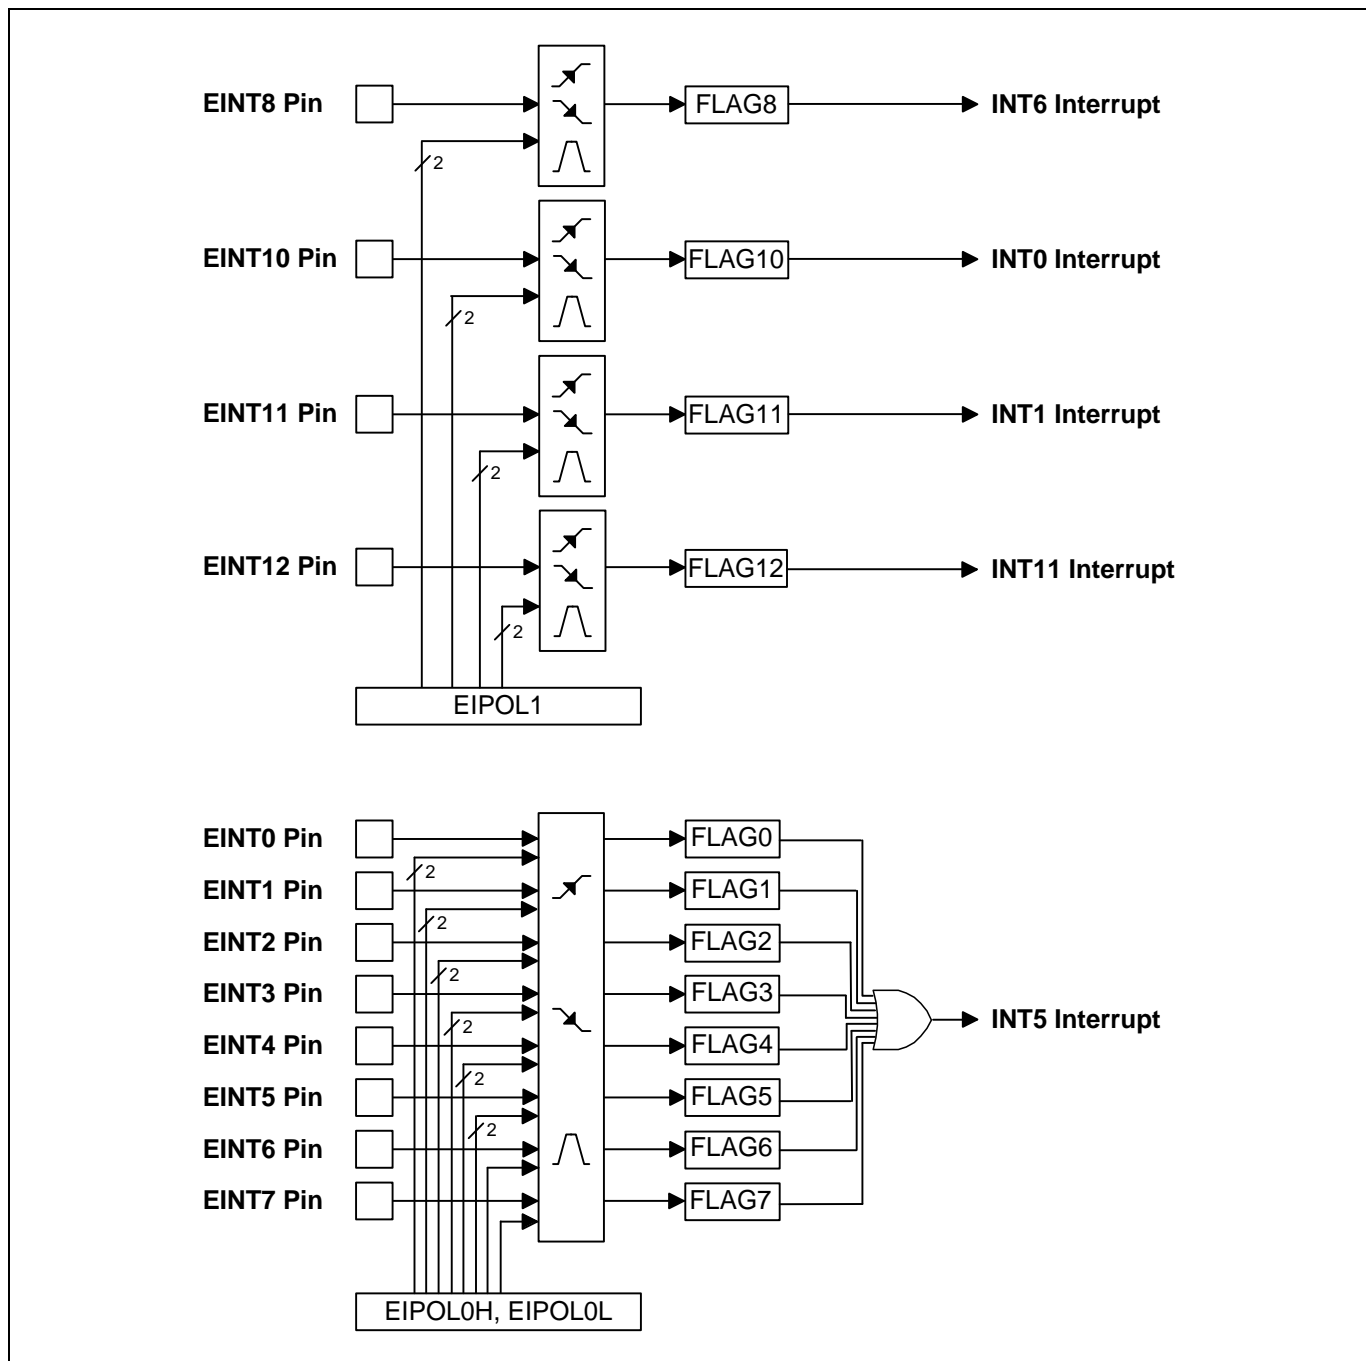 EINT8 Pin FLAG8 INT6 Interrupt
2
EINT10 Pin FLAG10 INT0 Interrupt
2
EINT11 Pin FLAG11 INT1 Interrupt
2
EINT12 Pin FLAG12 INT11 Interrupt
2
EIPOL1
EINT0 Pin FLAG0
2
EINT1 Pin FLAG1
2
EINT2 Pin FLAG2
2
EINT3 Pin FLAG3
INT5 Interrupt
2
EINT4 Pin FLAG4
2
EINT5 Pin FLAG5
2
EINT6 Pin FLAG6
EINT7 Pin FLAG7
EIPOL0H, EIPOL0L